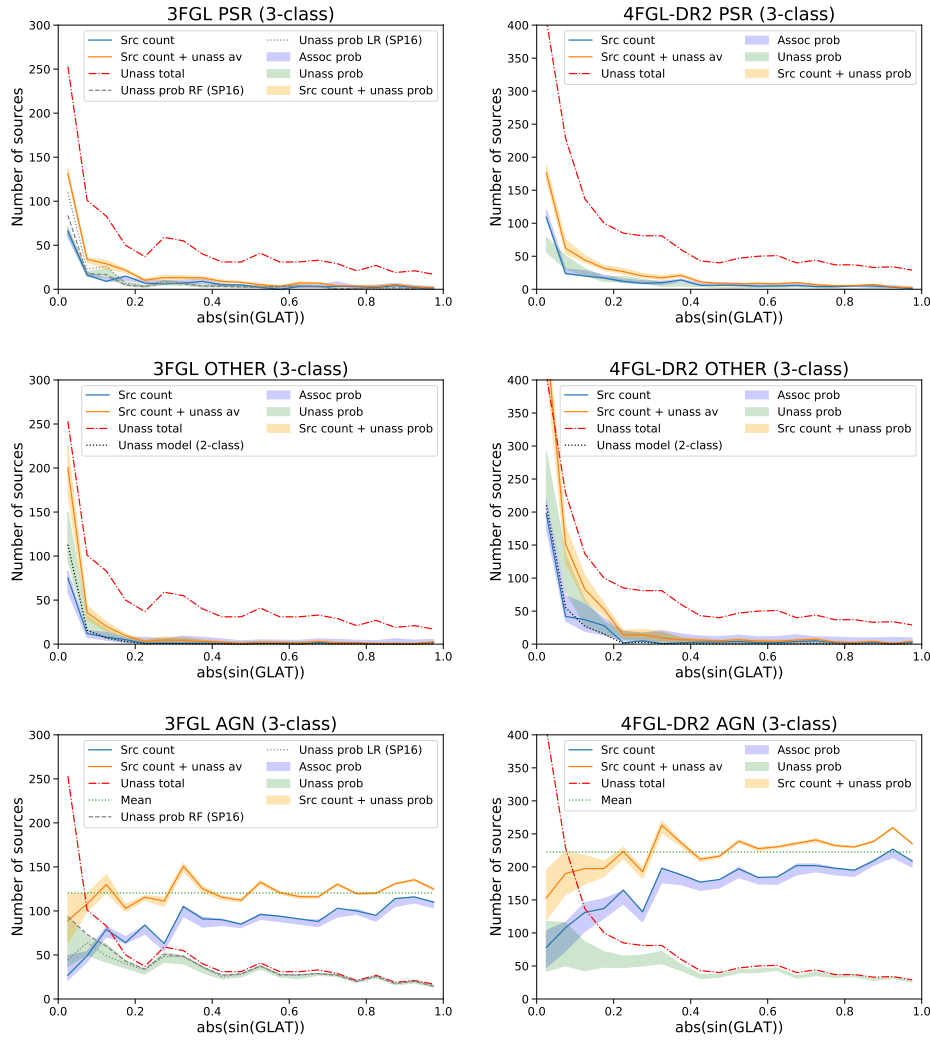 3FGL PSR (3-class)
Number of sources
300
250
200
150
100
50
0
Src count
Src count + unass av
Unass total
Unass prob RF (SP16)
Unass prob LR (SP16)
Assoc prob
Unass prob
Src count + unass prob
0.0 0.2 0.4 0.6 0.8 1.0
abs(sin(GLAT))
4FGL-DR2 PSR (3-class)
Number of sources
400
350
300
250
200
150
100
50
0
Src count
Src count + unass av
Unass total
Assoc prob
Unass prob
Src count + unass prob
0.0 0.2 0.4 0.6 0.8 1.0
abs(sin(GLAT))
3FGL OTHER (3-class)
Number of sources
300
250
200
150
100
50
0
Src count
Src count + unass av
Unass total
Unass model (2-class)
Assoc prob
Unass prob
Src count + unass prob
0.0 0.2 0.4 0.6 0.8 1.0
abs(sin(GLAT))
4FGL-DR2 OTHER (3-class)
Number of sources
400
350
300
250
200
150
100
50
0
Src count
Src count + unass av
Unass total
Unass model (2-class)
Assoc prob
Unass prob
Src count + unass prob
0.0 0.2 0.4 0.6 0.8 1.0
abs(sin(GLAT))
3FGL AGN (3-class)
Number of sources
300
250
200
150
100
50
0
Src count
Src count + unass av
Unass total
Mean
Unass prob RF (SP16)
Unass prob LR (SP16)
Assoc prob
Unass prob
Src count + unass prob
0.0 0.2 0.4 0.6 0.8 1.0
abs(sin(GLAT))
4FGL-DR2 AGN (3-class)
Number of sources
400
350
300
250
200
150
100
50
0
Src count
Src count + unass av
Unass total
Mean
Assoc prob
Unass prob
Src count + unass prob
0.0 0.2 0.4 0.6 0.8 1.0
abs(sin(GLAT))